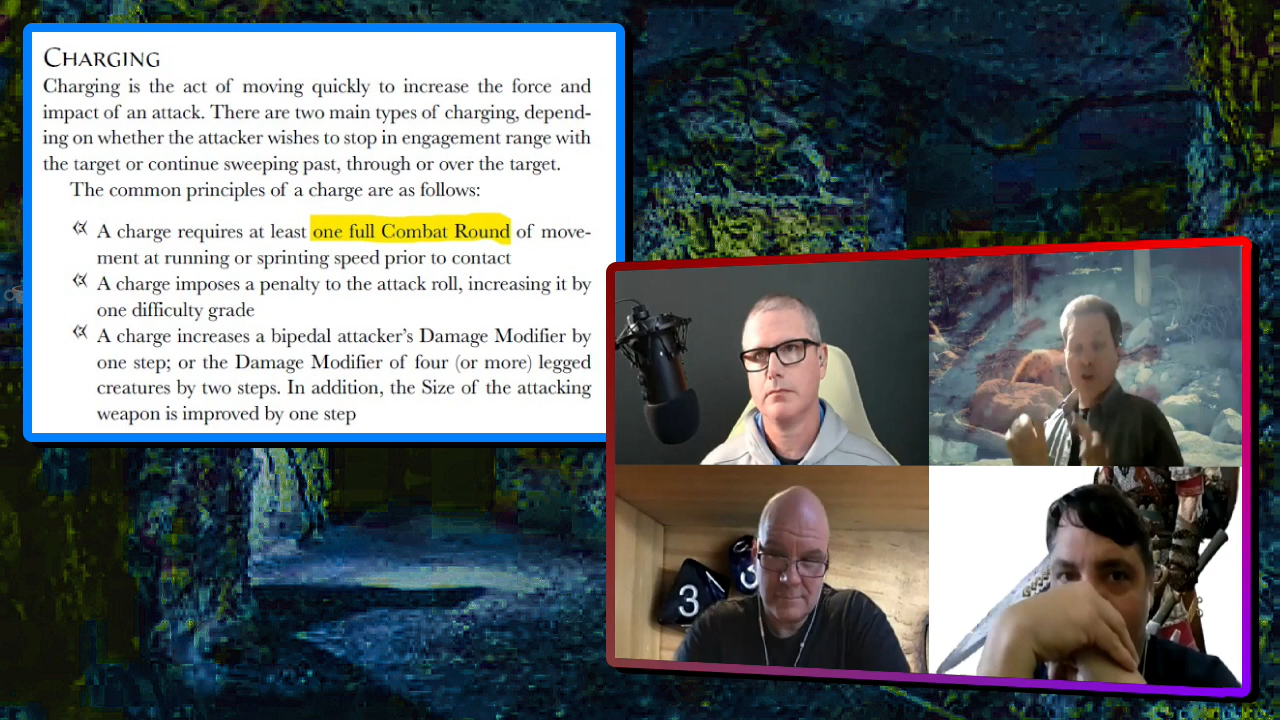 CHARGING
Charging is the act of moving quickly to increase the force and
impact of an attack. There are two main types of charging, depend-
ing on whether the attacker wishes to stop in engagement range with
the target or continue sweeping past, through or over the target.
The common principles of a charge are as follows:
A charge requires at least one full Combat Round of move-
ment at running or sprinting speed prior to contact
A charge imposes a penalty to the attack roll, increasing it by
one difficulty grade
A charge increases a bipedal attacker's Damage Modifier by
one step; or the Damage Modifier of four (or more) legged
creatures by two steps. In addition, the Size of the attacking
weapon is improved by one step
3
3